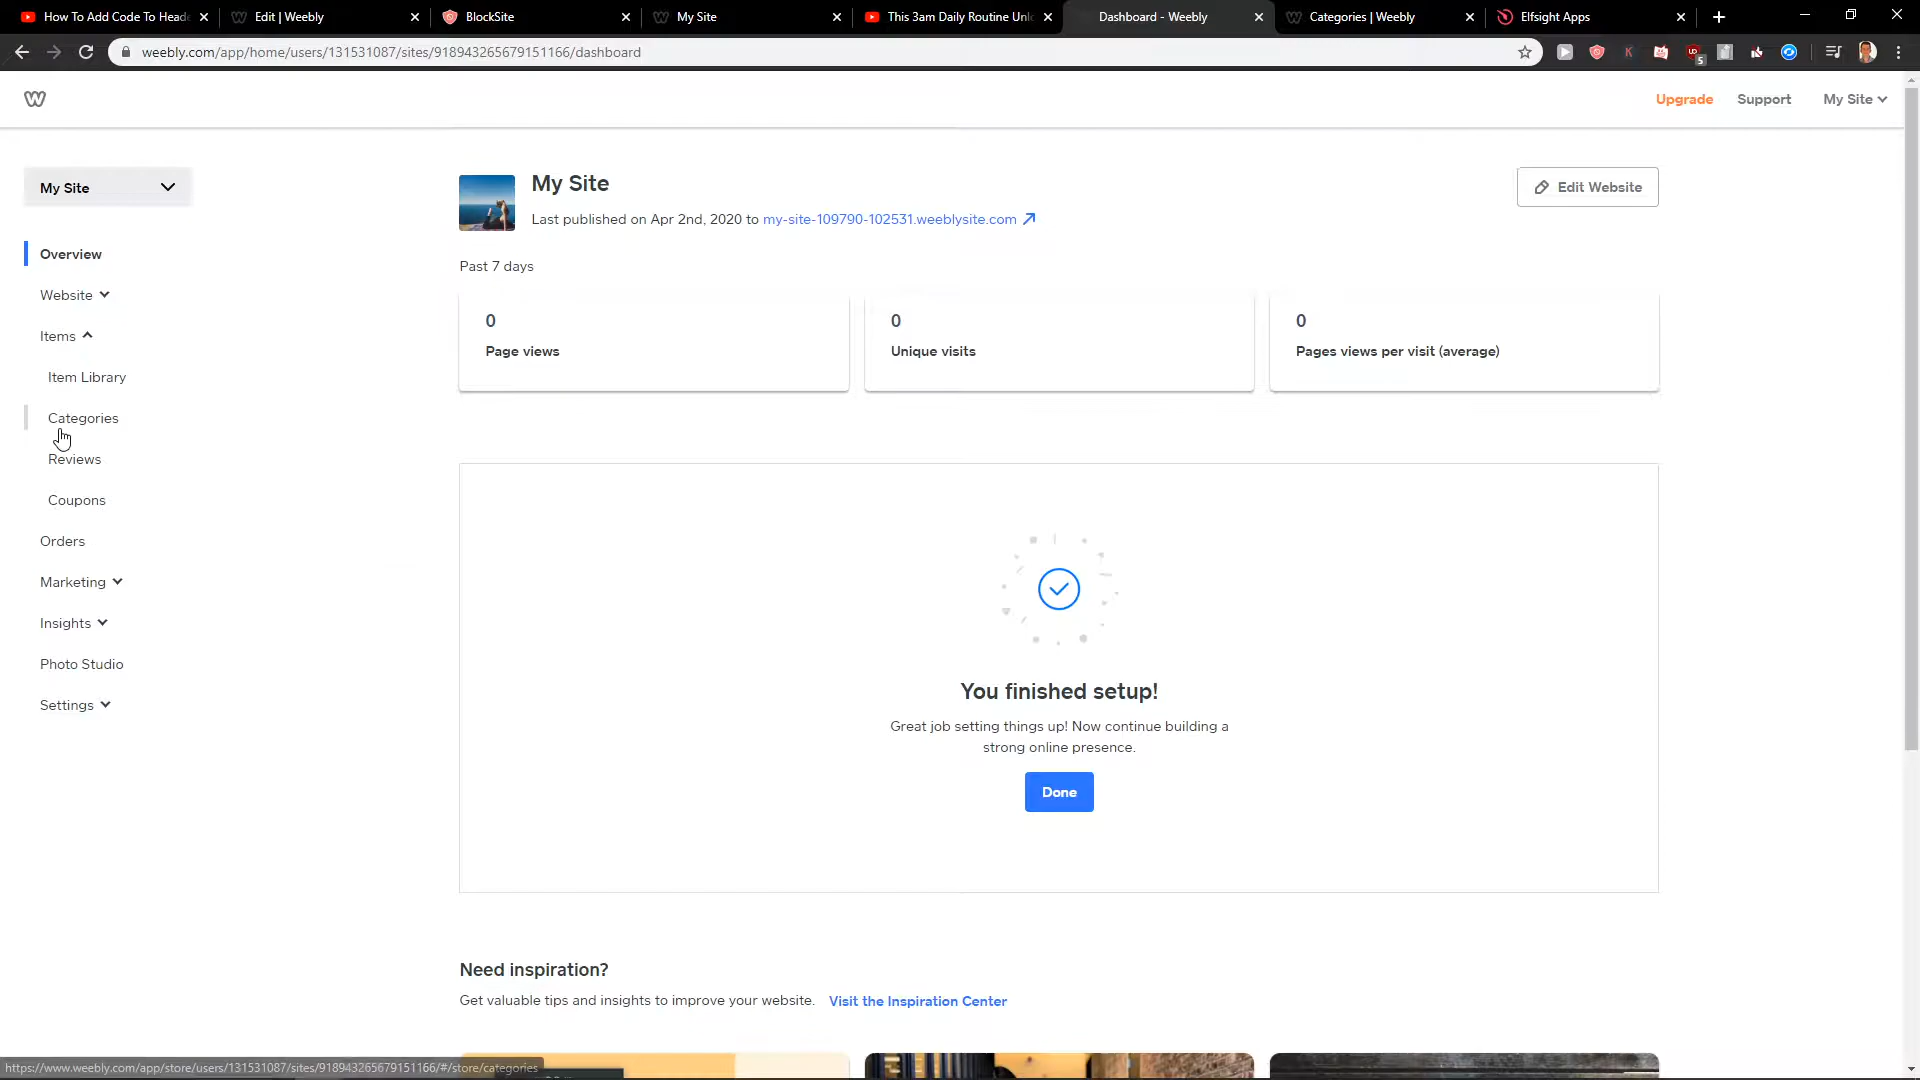 How To Add Code To Heade
Edit | Weebly
BlockSite
My Site
This 3am Daily Routine Unlo
Dashboard - Weebly
Categories | Weebly
Elfsight Apps
weebly.com/app/home/users/131531087/sites/918943265679151166/dashboard
5
Upgrade
Support
My Site
My Site
My Site
Edit Website
Last published on Apr 2nd, 2020 to my-site-109790-102531.weeblysite.com
Overview
Past 7 days
Website
0
0
0
Items
Page views
Unique visits
Pages views per visit (average)
Item Library
Categories
Reviews
Coupons
Orders
Marketing
Insights
Photo Studio
Settings
You finished setup!
Great job setting things up! Now continue building a
strong online presence.
Done
Need inspiration?
Get valuable tips and insights to improve your website. Visit the Inspiration Center
https://www.weebly.com/app/store/users/131531087/sites/918943265679151166/#/store/categories